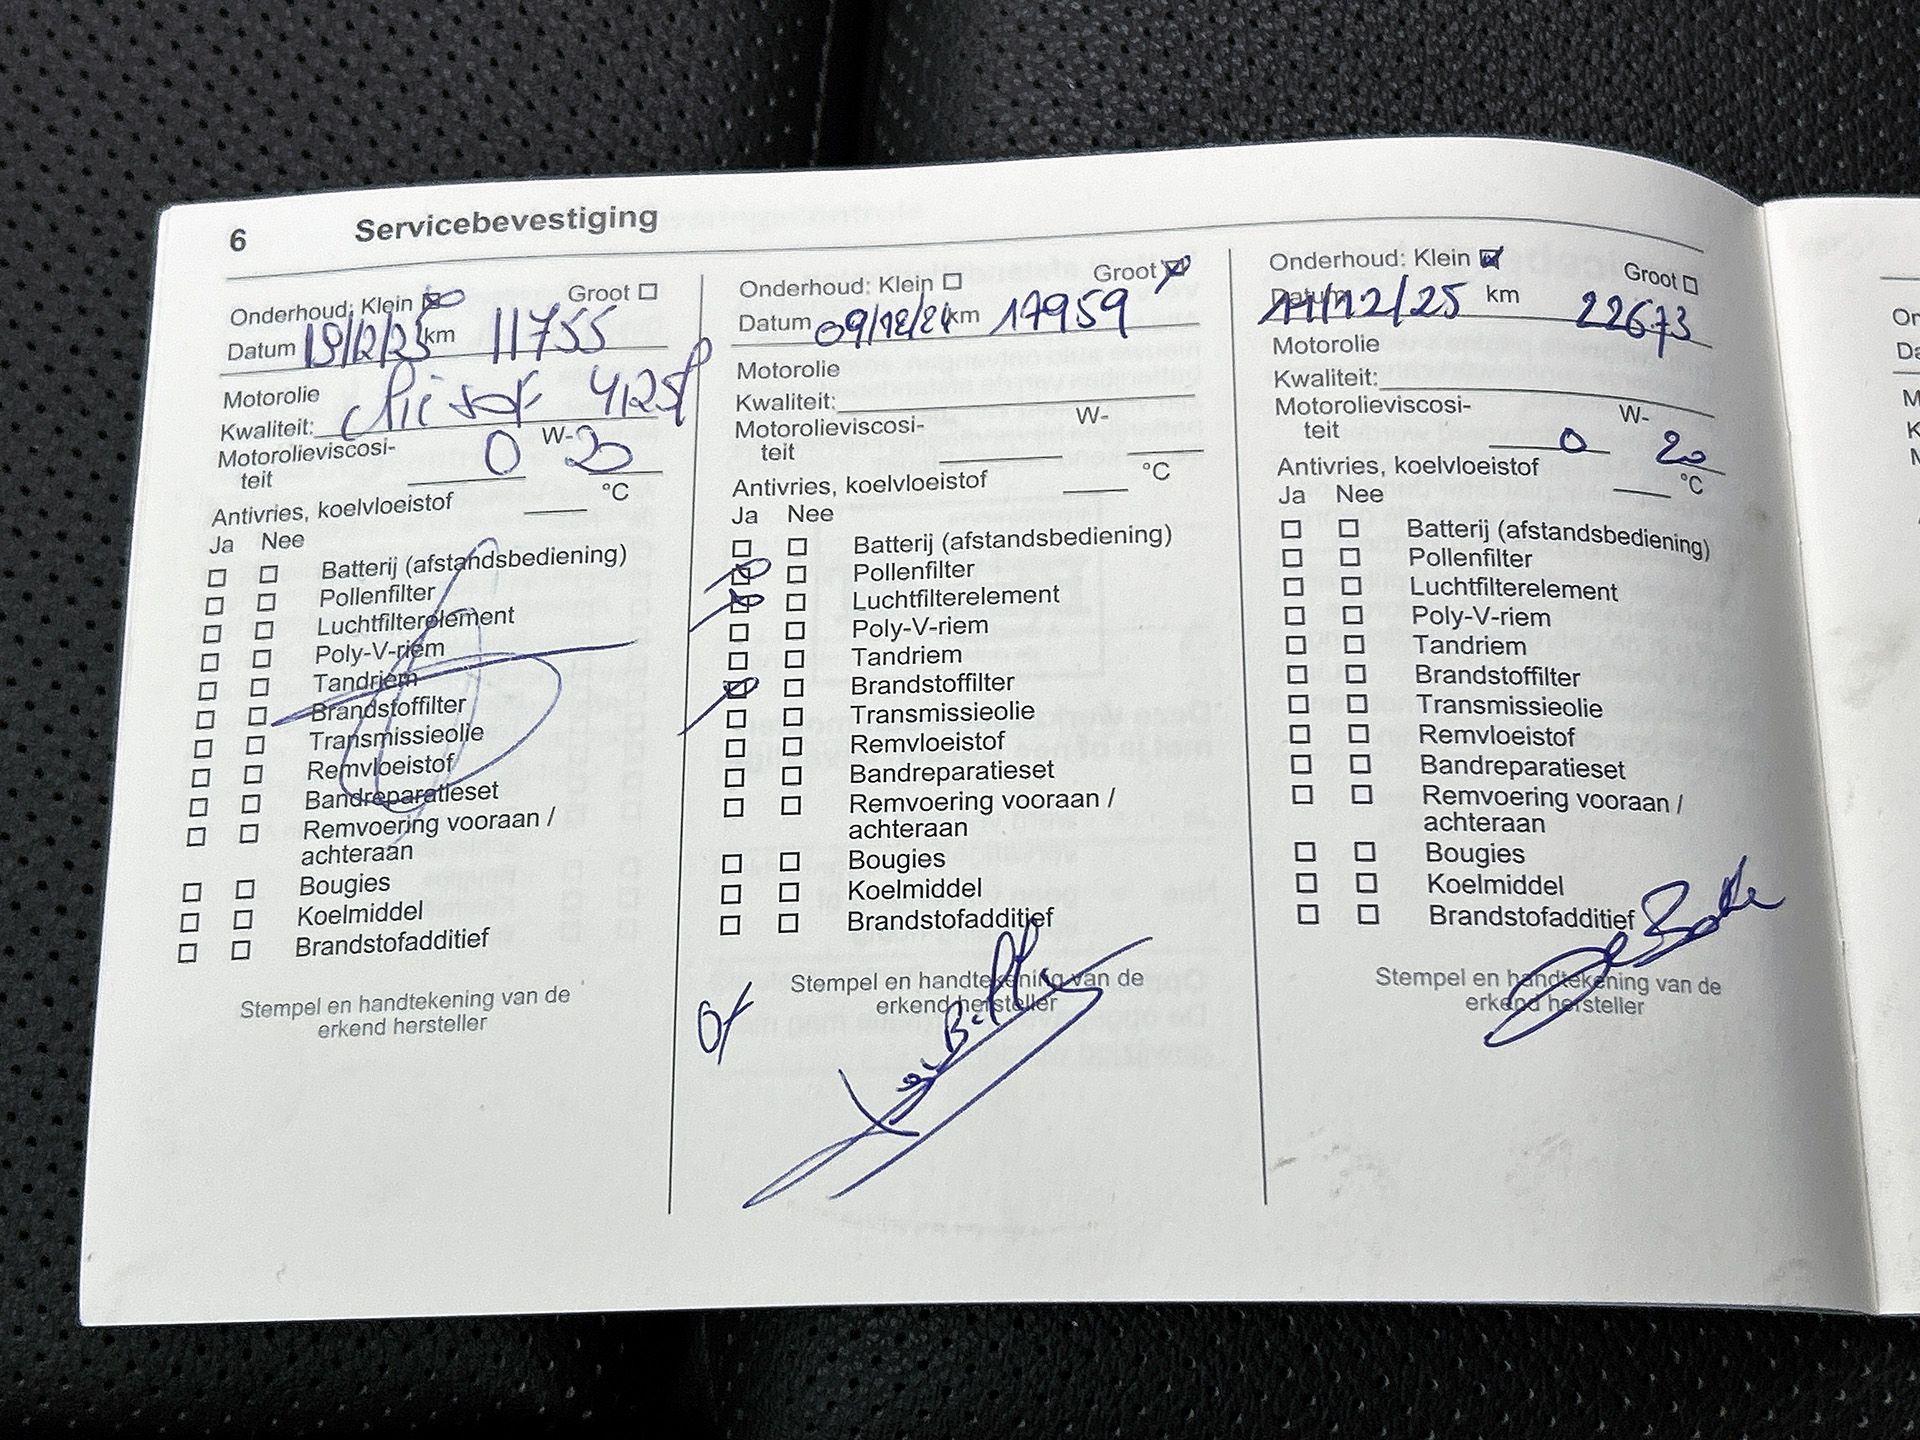 6 Servicebevestiging
Onderhoud: Klein Groot
Datum 19/12/23 km 11755
Motorolie
Kwaliteit:
Motorolieviscosi- 0 W- 20
teit
Antivries, koelvloeistof °C
Ja Nee
Batterij (afstandsbediening)
Pollenfilter
Luchtfilterelement
Poly-V-riem
Tandriem
Brandstoffilter
Transmissieolie
Remvloeistof
Bandreparatieset
Remvoering vooraan /
achteraan
Bougies
Koelmiddel
Brandstofadditief
Stempel en handtekening van de
erkend hersteller
Onderhoud: Klein Groot
Datum 09/12/24 km 17959
Motorolie
Kwaliteit:
Motorolieviscosi- W-
teit
Antivries, koelvloeistof °C
Ja Nee
Batterij (afstandsbediening)
Pollenfilter
Luchtfilterelement
Poly-V-riem
Tandriem
Brandstoffilter
Transmissieolie
Remvloeistof
Bandreparatieset
Remvoering vooraan /
achteraan
Bougies
Koelmiddel
Brandstofadditief
Stempel en handtekening van de
erkend hersteller
Onderhoud: Klein Groot
Datum 11/12/25 km 22673
Motorolie
Kwaliteit:
Motorolieviscosi- W-
teit 0 20
Antivries, koelvloeistof °C
Ja Nee
Batterij (afstandsbediening)
Pollenfilter
Luchtfilterelement
Poly-V-riem
Tandriem
Brandstoffilter
Transmissieolie
Remvloeistof
Bandreparatieset
Remvoering vooraan /
achteraan
Bougies
Koelmiddel
Brandstofadditief
Stempel en handtekening van de
erkend hersteller